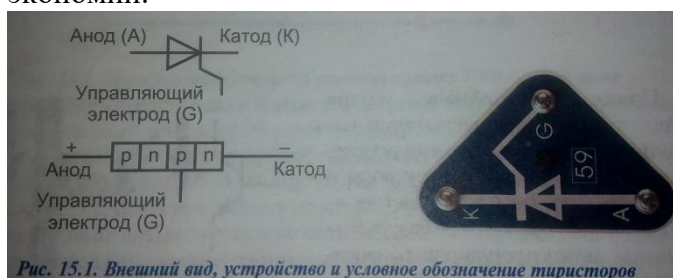 Анод (A) Катод (К)
Управляющий
электрод (G)
+ −
Анод p n p n Катод
Управляющий
электрод (G)
G
59
K A
Рис. 15.1. Внешний вид, устройство и условное обозначение тиристоров